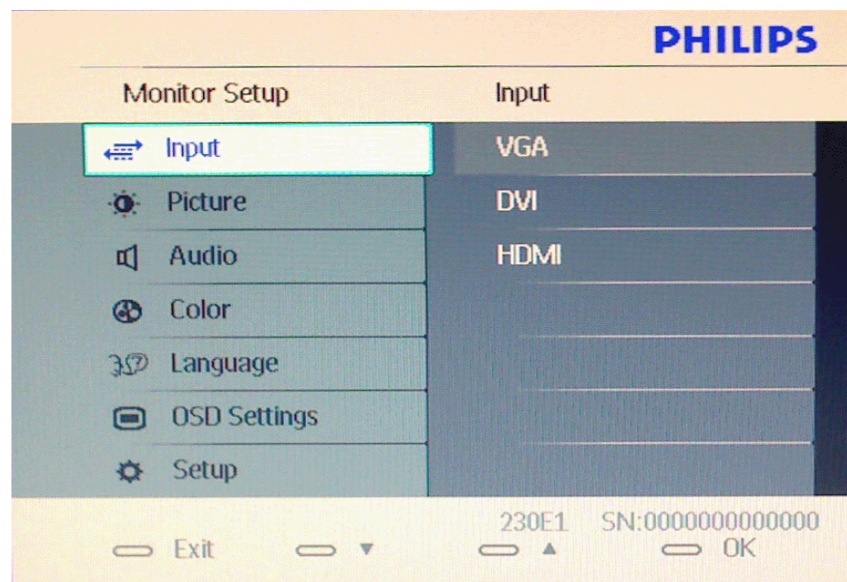 PHILIPS
Monitor Setup Input
Input VGA
Picture DVI
Audio HDMI
Color
Language
OSD Settings
Setup
230E1 SN:0000000000000
Exit ▼ ▲ OK